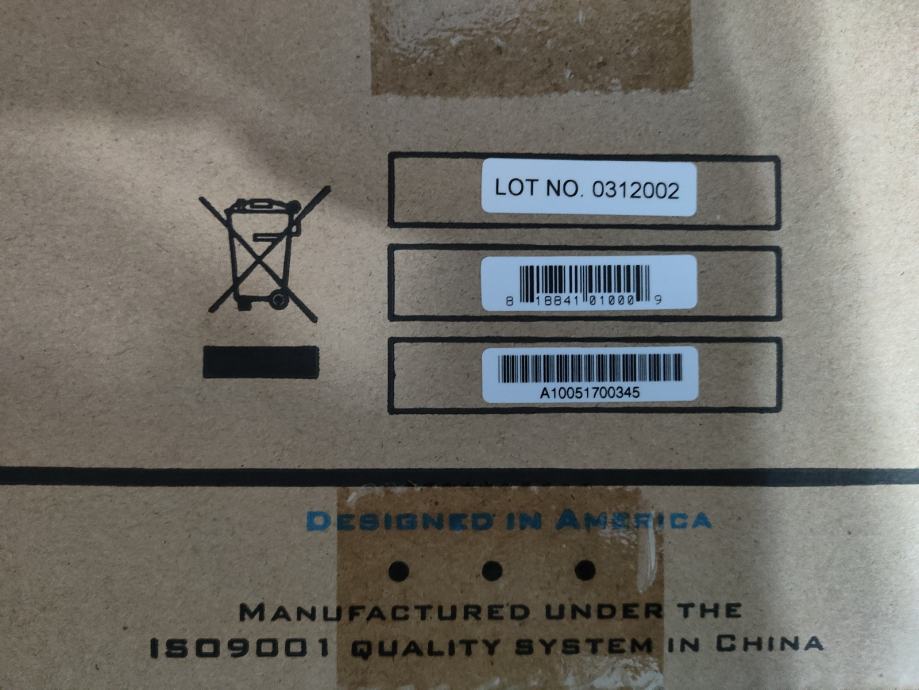 LOT NO. 0312002
8 18841 01000 9
A10051700345
DESIGNED IN AMERICA
MANUFACTURED UNDER THE
ISO9001 QUALITY SYSTEM IN CHINA